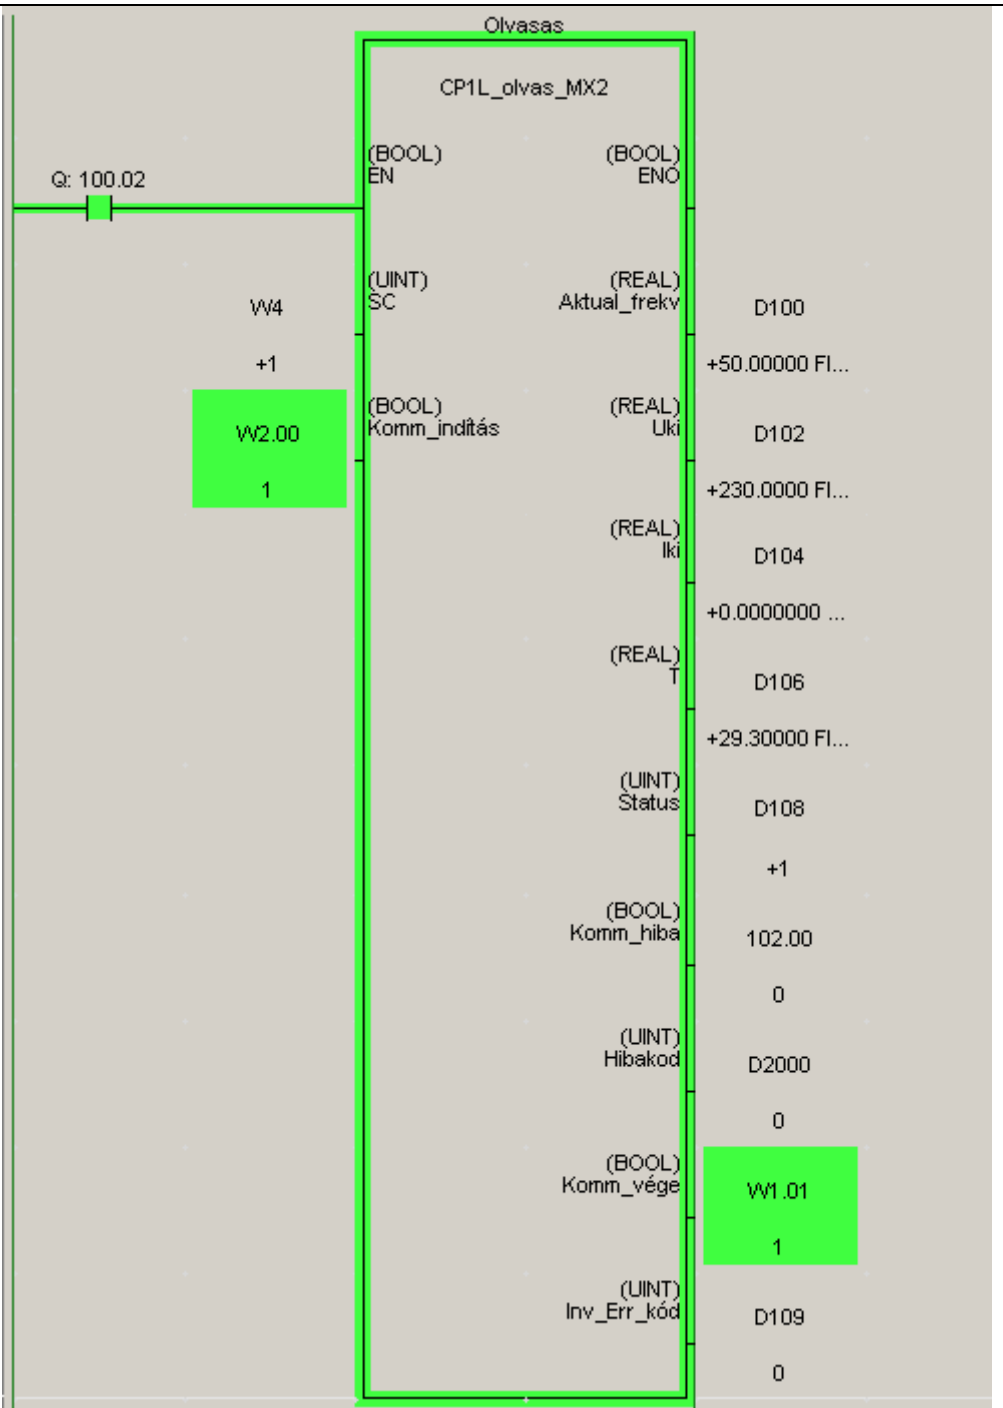 Olvasas
CP1L_olvas_MX2
(BOOL)
EN
(BOOL)
ENO
Q: 100.02
(UINT)
SC
(REAL)
Aktual_frekv
W4
D100
+1
+50.00000 Fl...
(BOOL)
Komm_indítás
(REAL)
Uki
W2.00
D102
1
+230.0000 Fl...
(REAL)
Iki
D104
+0.0000000 ...
(REAL)
T
D106
+29.30000 Fl...
(UINT)
Status
D108
+1
(BOOL)
Komm_hiba
102.00
0
(UINT)
Hibakod
D2000
0
(BOOL)
Komm_vége
W1.01
1
(UINT)
Inv_Err_kód
D109
0